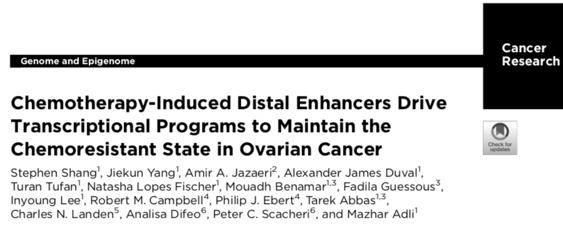 Cancer
Research
Genome and Epigenome
Check for
updates
Chemotherapy-Induced Distal Enhancers Drive
Transcriptional Programs to Maintain the
Chemoresistant State in Ovarian Cancer
Stephen Shang¹, Jiekun Yang¹, Amir A. Jazaeri², Alexander James Duval¹,
Turan Tufan¹, Natasha Lopes Fischer¹, Mouadh Benamar¹,³, Fadila Guessous³,
Inyoung Lee¹, Robert M. Campbell⁴, Philip J. Ebert⁴, Tarek Abbas¹,³,
Charles N. Landen⁵, Analisa Difeo⁶, Peter C. Scacheri⁶, and Mazhar Adli¹